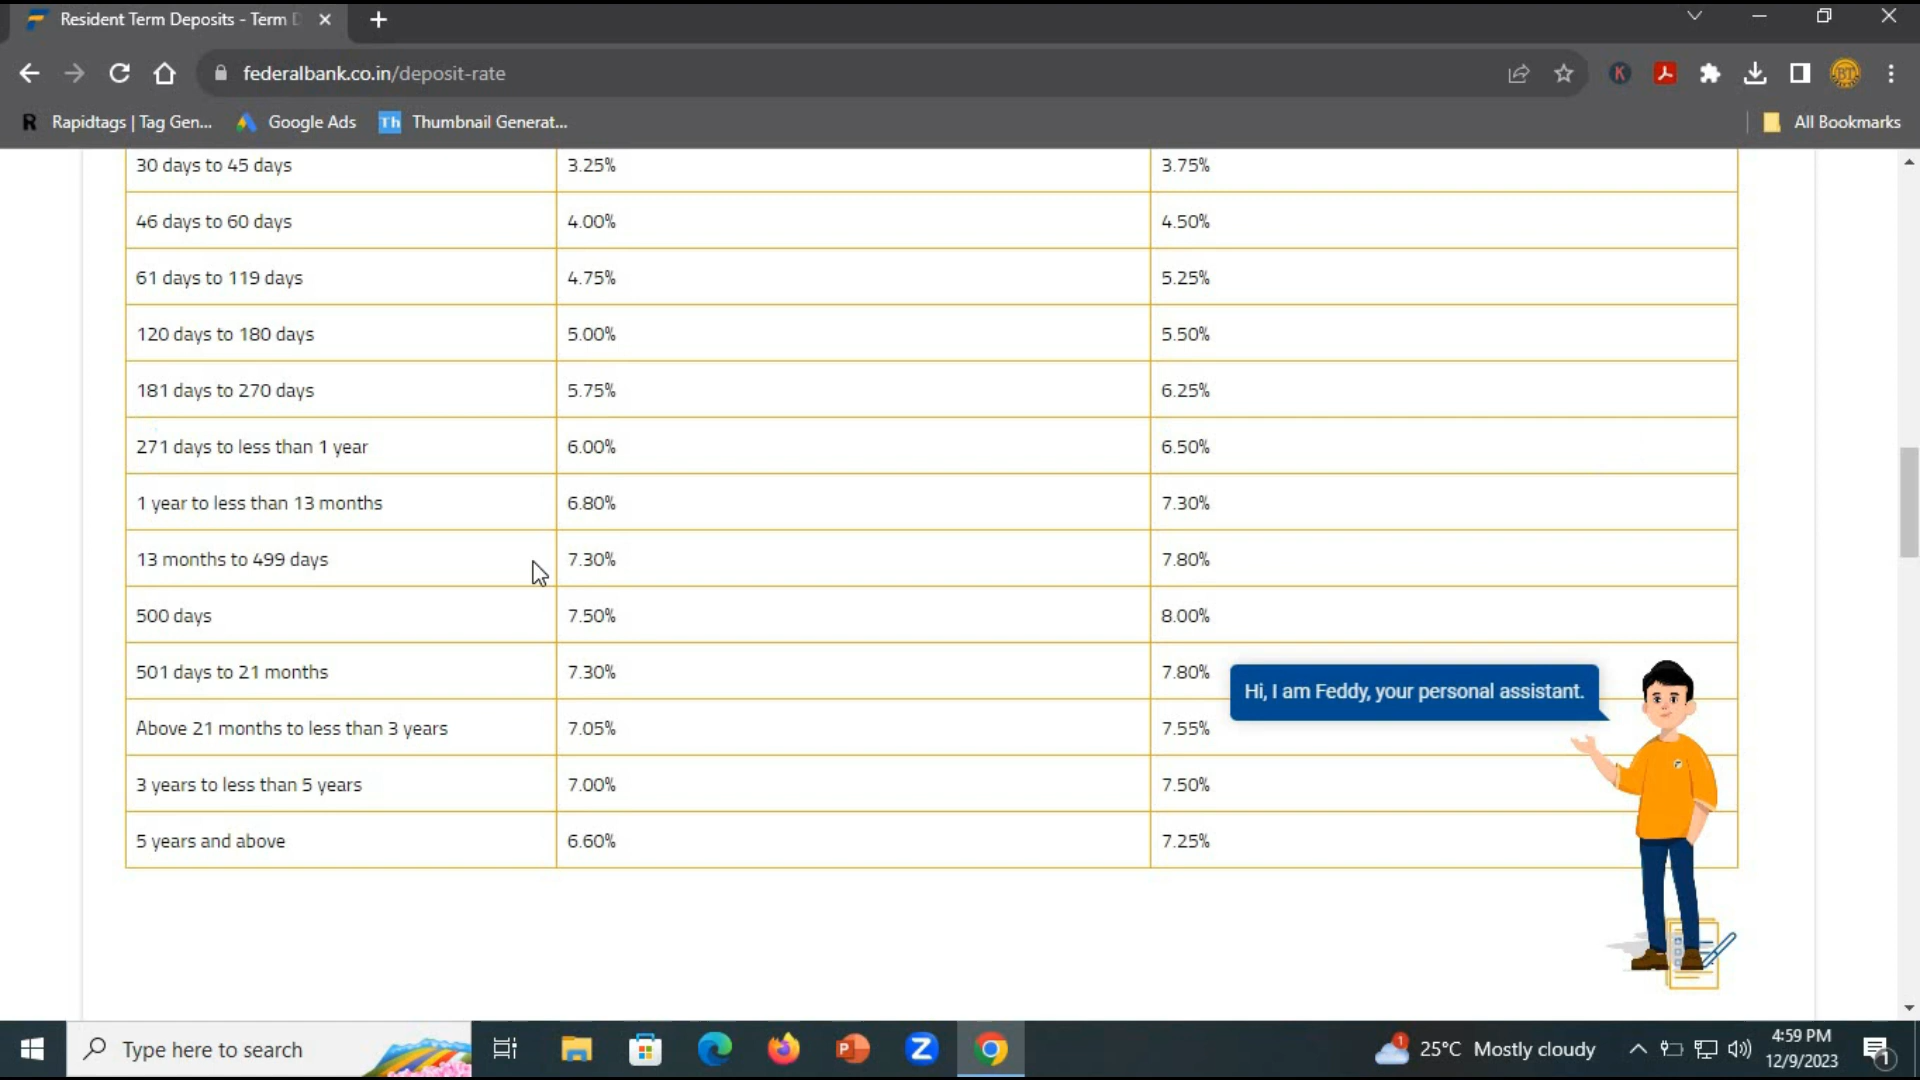 Resident Term Deposits - Term D
federalbank.co.in/deposit-rate
K
BT
R Rapidtags | Tag Gen...
Google Ads
Th Thumbnail Generat...
All Bookmarks
30 days to 45 days 3.25% 3.75%
46 days to 60 days 4.00% 4.50%
61 days to 119 days 4.75% 5.25%
120 days to 180 days 5.00% 5.50%
181 days to 270 days 5.75% 6.25%
271 days to less than 1 year 6.00% 6.50%
1 year to less than 13 months 6.80% 7.30%
13 months to 499 days 7.30% 7.80%
500 days 7.50% 8.00%
501 days to 21 months 7.30% 7.80%
Hi, I am Feddy, your personal assistant.
Above 21 months to less than 3 years 7.05% 7.55%
3 years to less than 5 years 7.00% 7.50%
5 years and above 6.60% 7.25%
Type here to search
P
Z
1
25°C Mostly cloudy
4:59 PM
12/9/2023
1